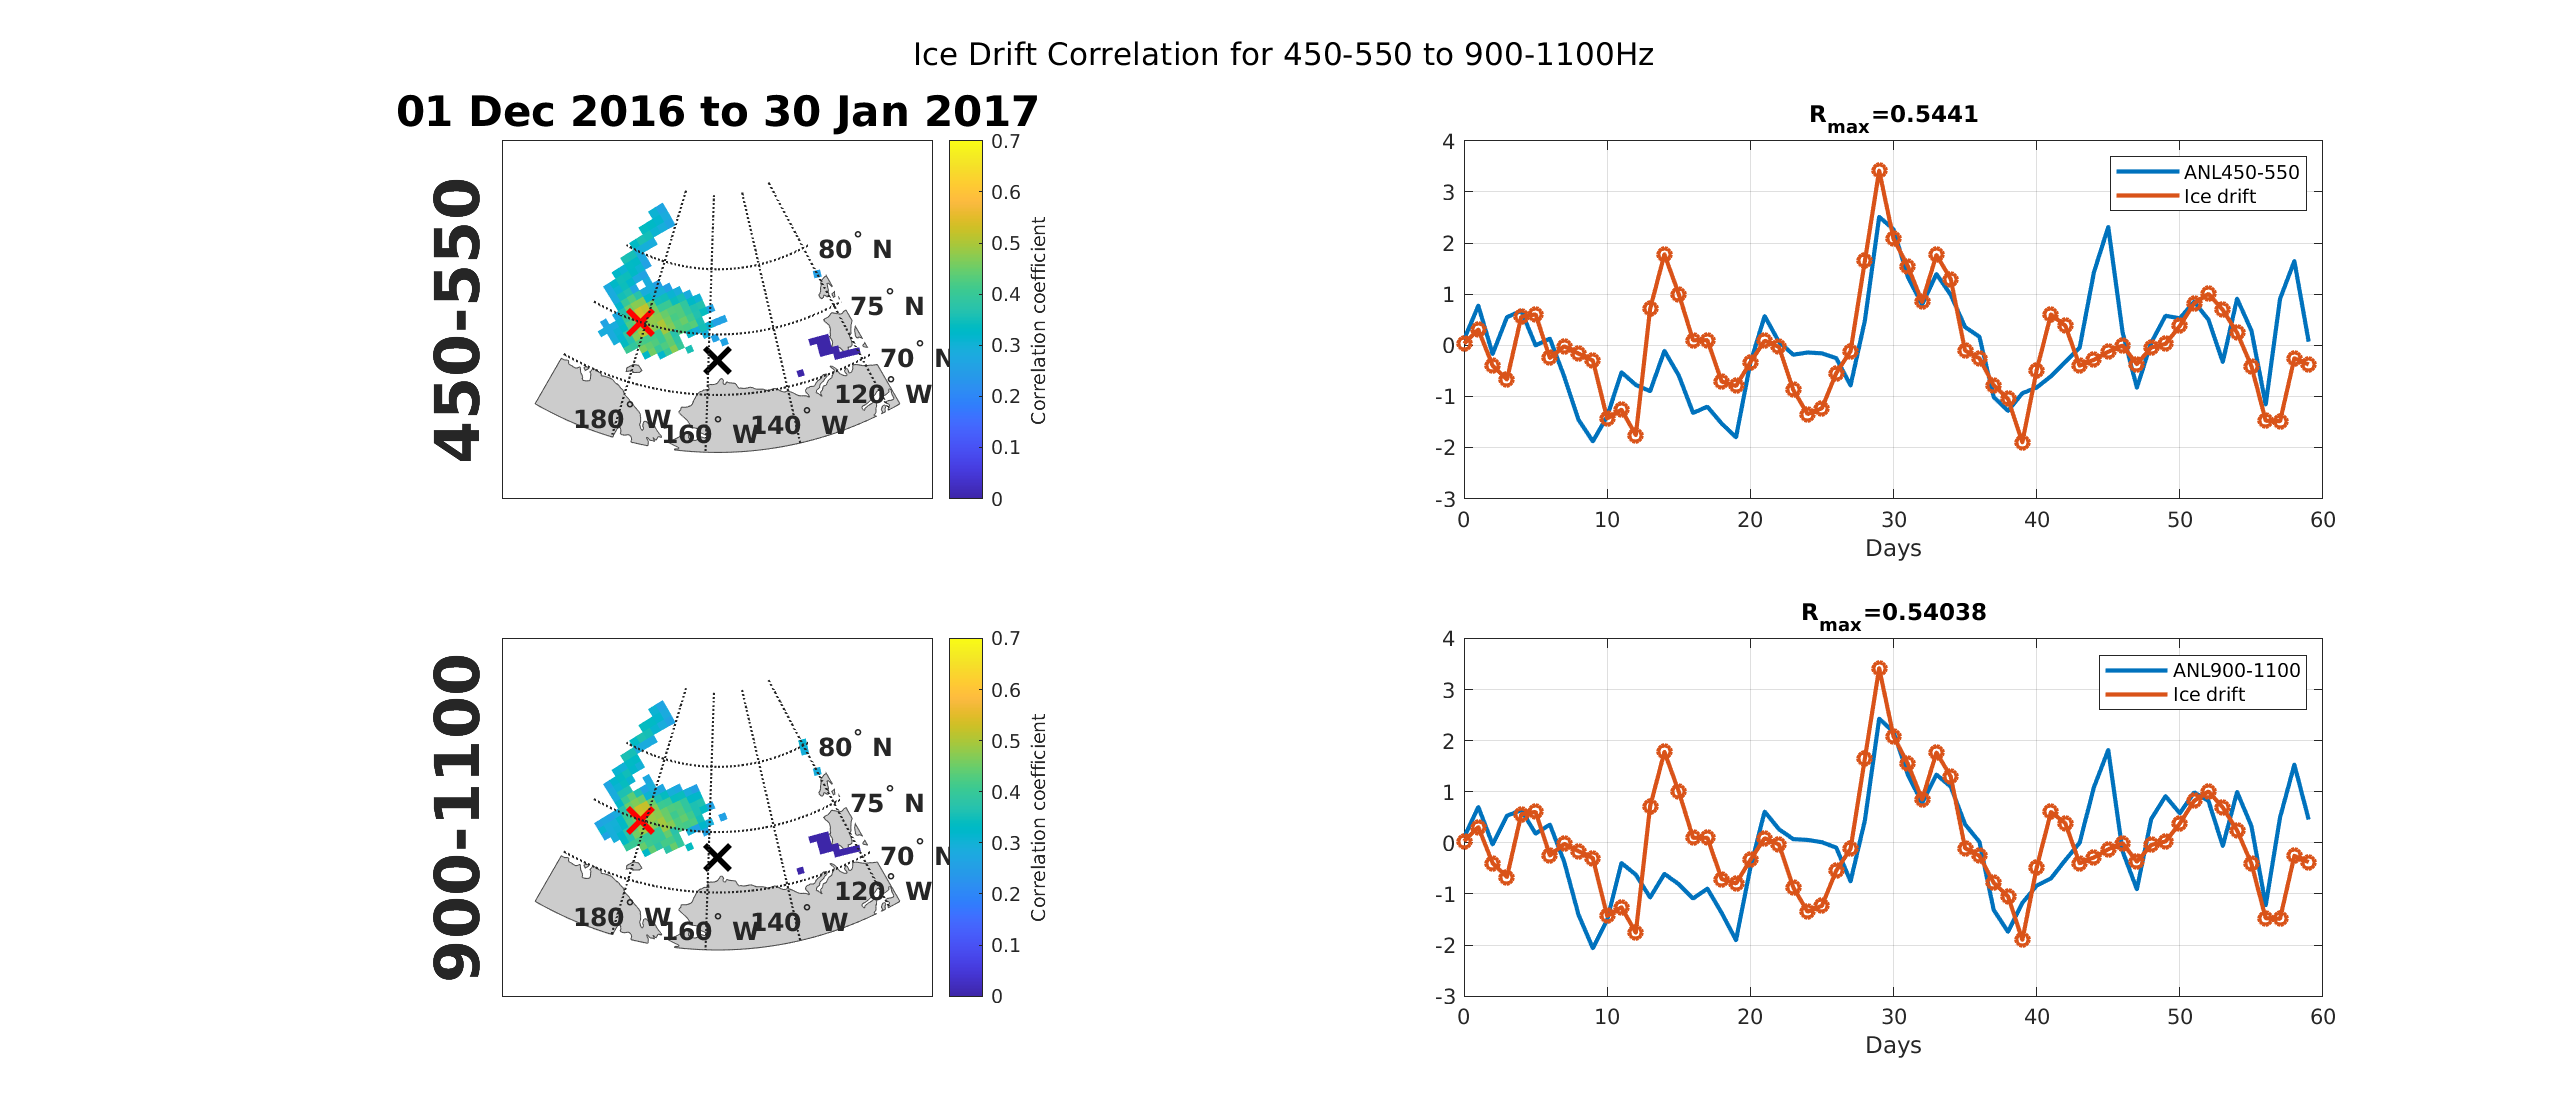 Ice Drift Correlation for 450-550 to 900-1100Hz
01 Dec 2016 to 30 Jan 2017
450-550
80° N
75° N
70° N
120° W
180° W
160° W
140° W
0.7
0.6
0.5
0.4
0.3
0.2
0.1
0
Correlation coefficient
Rmax=0.5441
4
3
2
1
0
-1
-2
-3
0 10 20 30 40 50 60
Days
ANL450-550
Ice drift
900-1100
80° N
75° N
70° N
120° W
180° W
160° W
140° W
0.7
0.6
0.5
0.4
0.3
0.2
0.1
0
Correlation coefficient
Rmax=0.54038
4
3
2
1
0
-1
-2
-3
0 10 20 30 40 50 60
Days
ANL900-1100
Ice drift